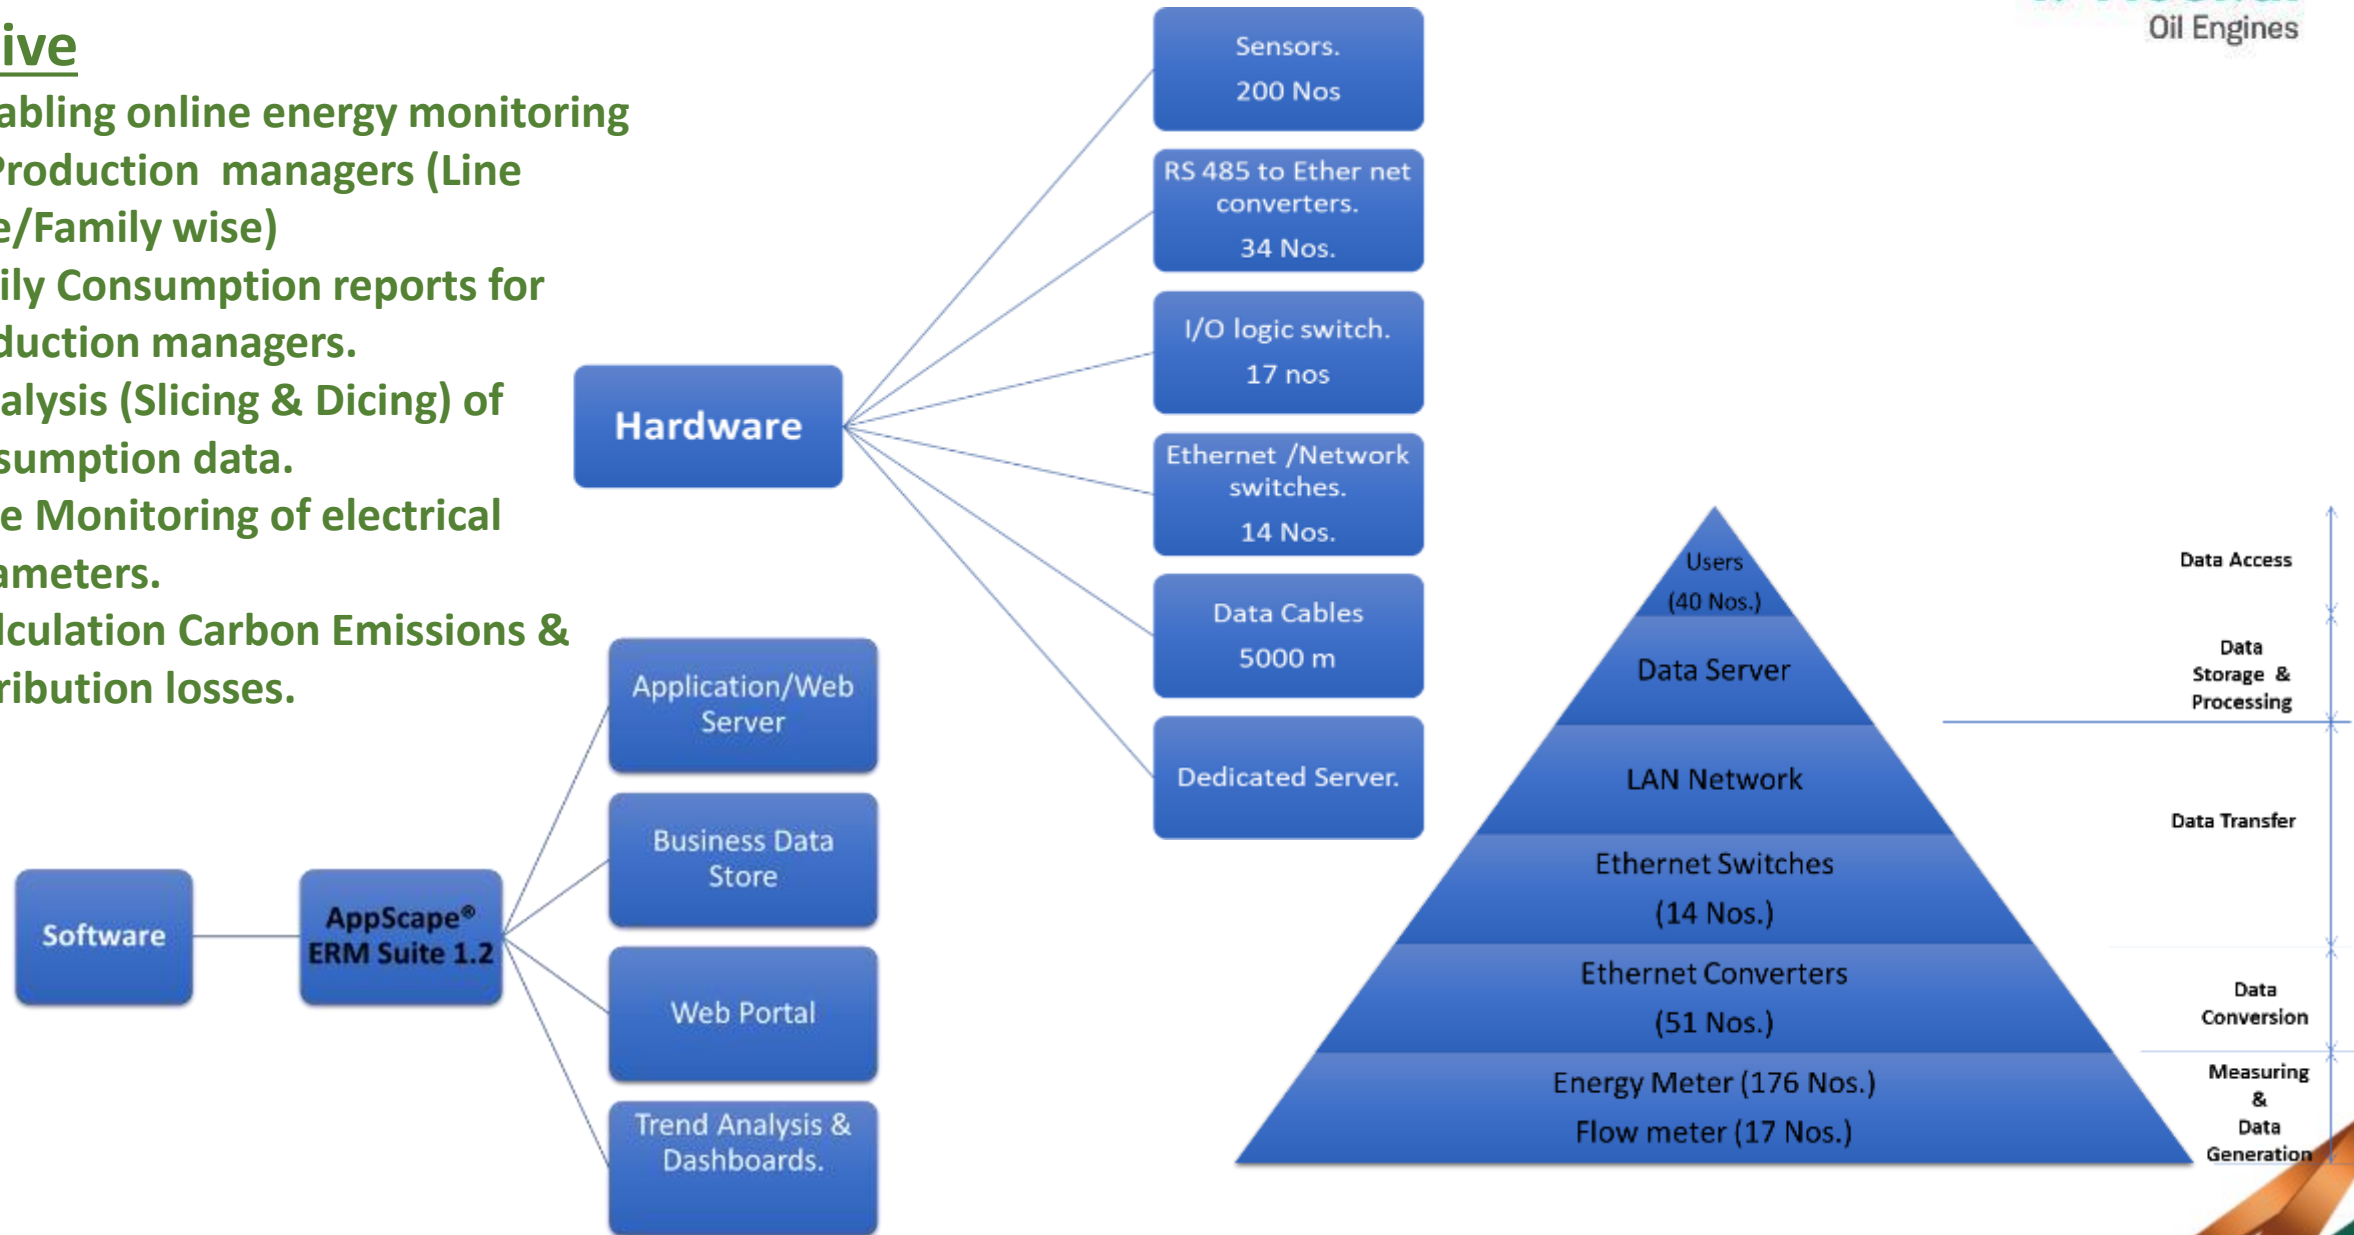 ive
abling online energy monitoring
Production managers (Line
e/Family wise)
ily Consumption reports for
duction managers.
alysis (Slicing & Dicing) of
sumption data.
e Monitoring of electrical
ameters.
lculation Carbon Emissions &
tribution losses.
Oil Engines
Hardware
Sensors.
200 Nos
RS 485 to Ether net
converters.
34 Nos.
I/O logic switch.
17 nos
Ethernet /Network
switches.
14 Nos.
Data Cables
5000 m
Dedicated Server.
Software
AppScape®
ERM Suite 1.2
Application/Web
Server
Business Data
Store
Web Portal
Trend Analysis &
Dashboards.
Users
(40 Nos.)
Data Server
LAN Network
Ethernet Switches
(14 Nos.)
Ethernet Converters
(51 Nos.)
Energy Meter (176 Nos.)
Flow meter (17 Nos.)
Data Access
Data
Storage &
Processing
Data Transfer
Data
Conversion
Measuring
&
Data
Generation